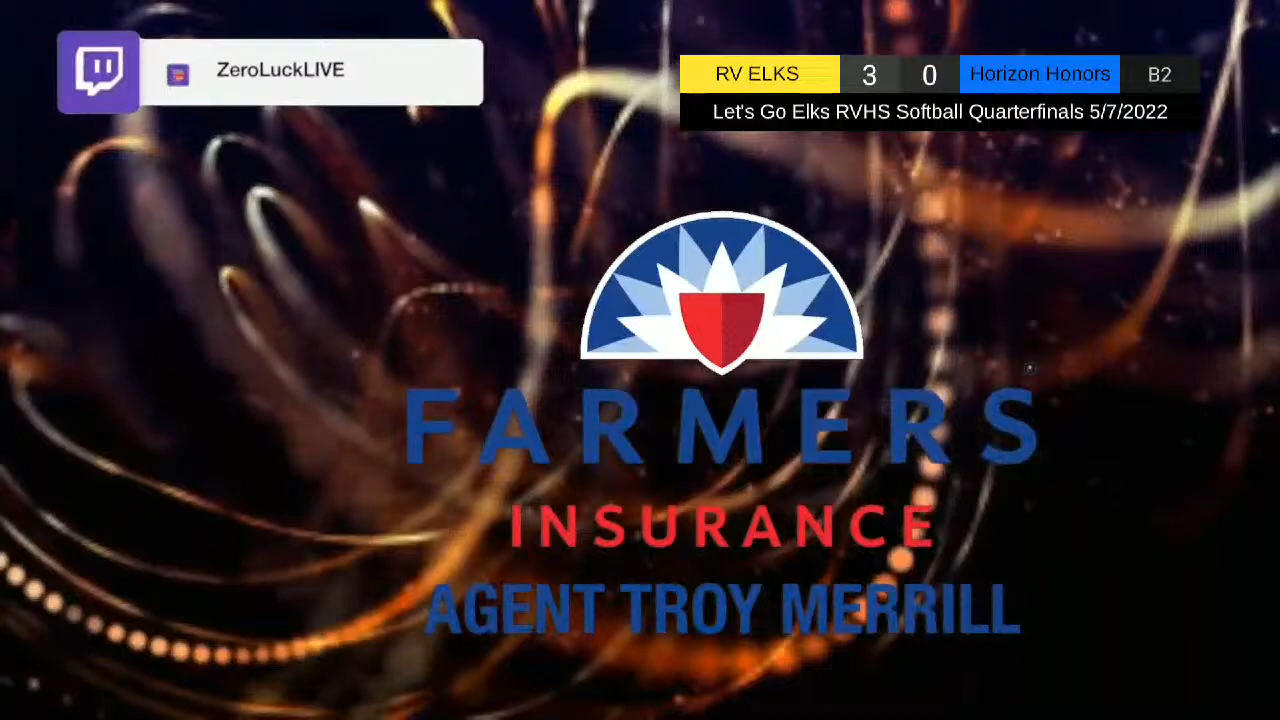 ZeroLuckLIVE
RV ELKS 3 0 Horizon Honors B2
Let's Go Elks RVHS Softball Quarterfinals 5/7/2022
FARMERS
INSURANCE
AGENT TROY MERRILL